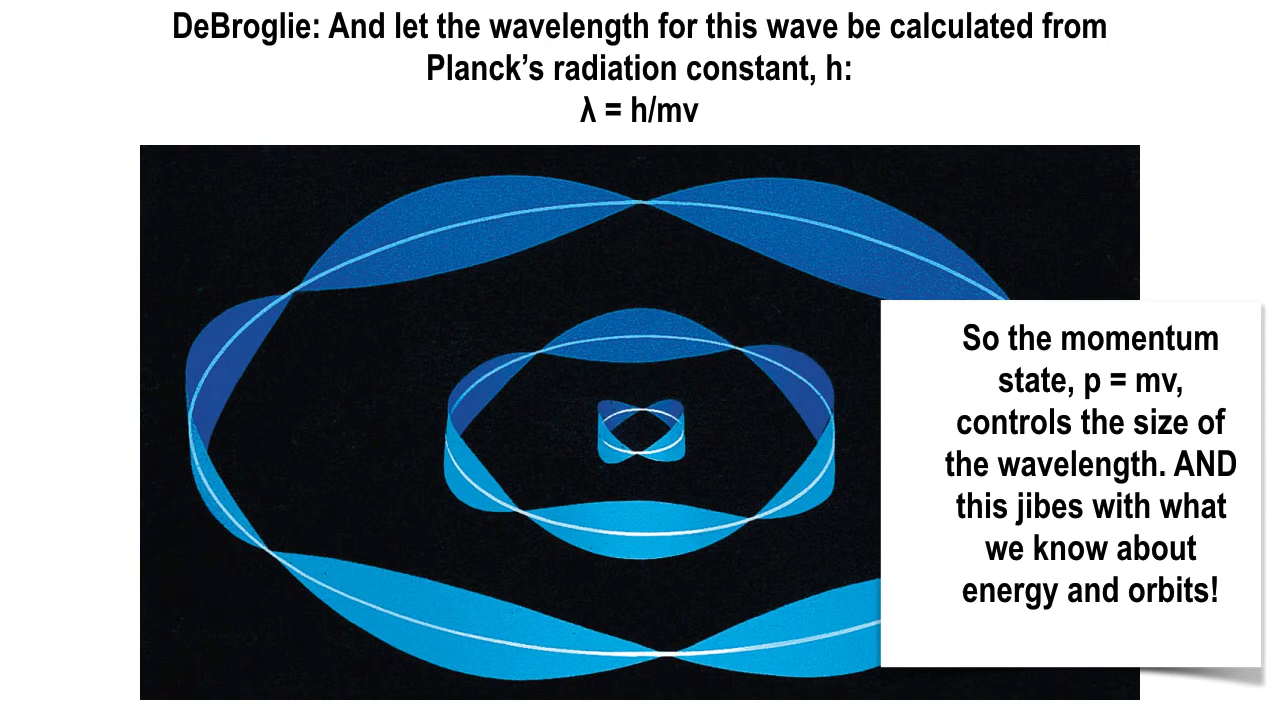 DeBroglie: And let the wavelength for this wave be calculated from
Planck’s radiation constant, h:
λ = h/mv
So the momentum
state, p = mv,
controls the size of
the wavelength. AND
this jibes with what
we know about
energy and orbits!